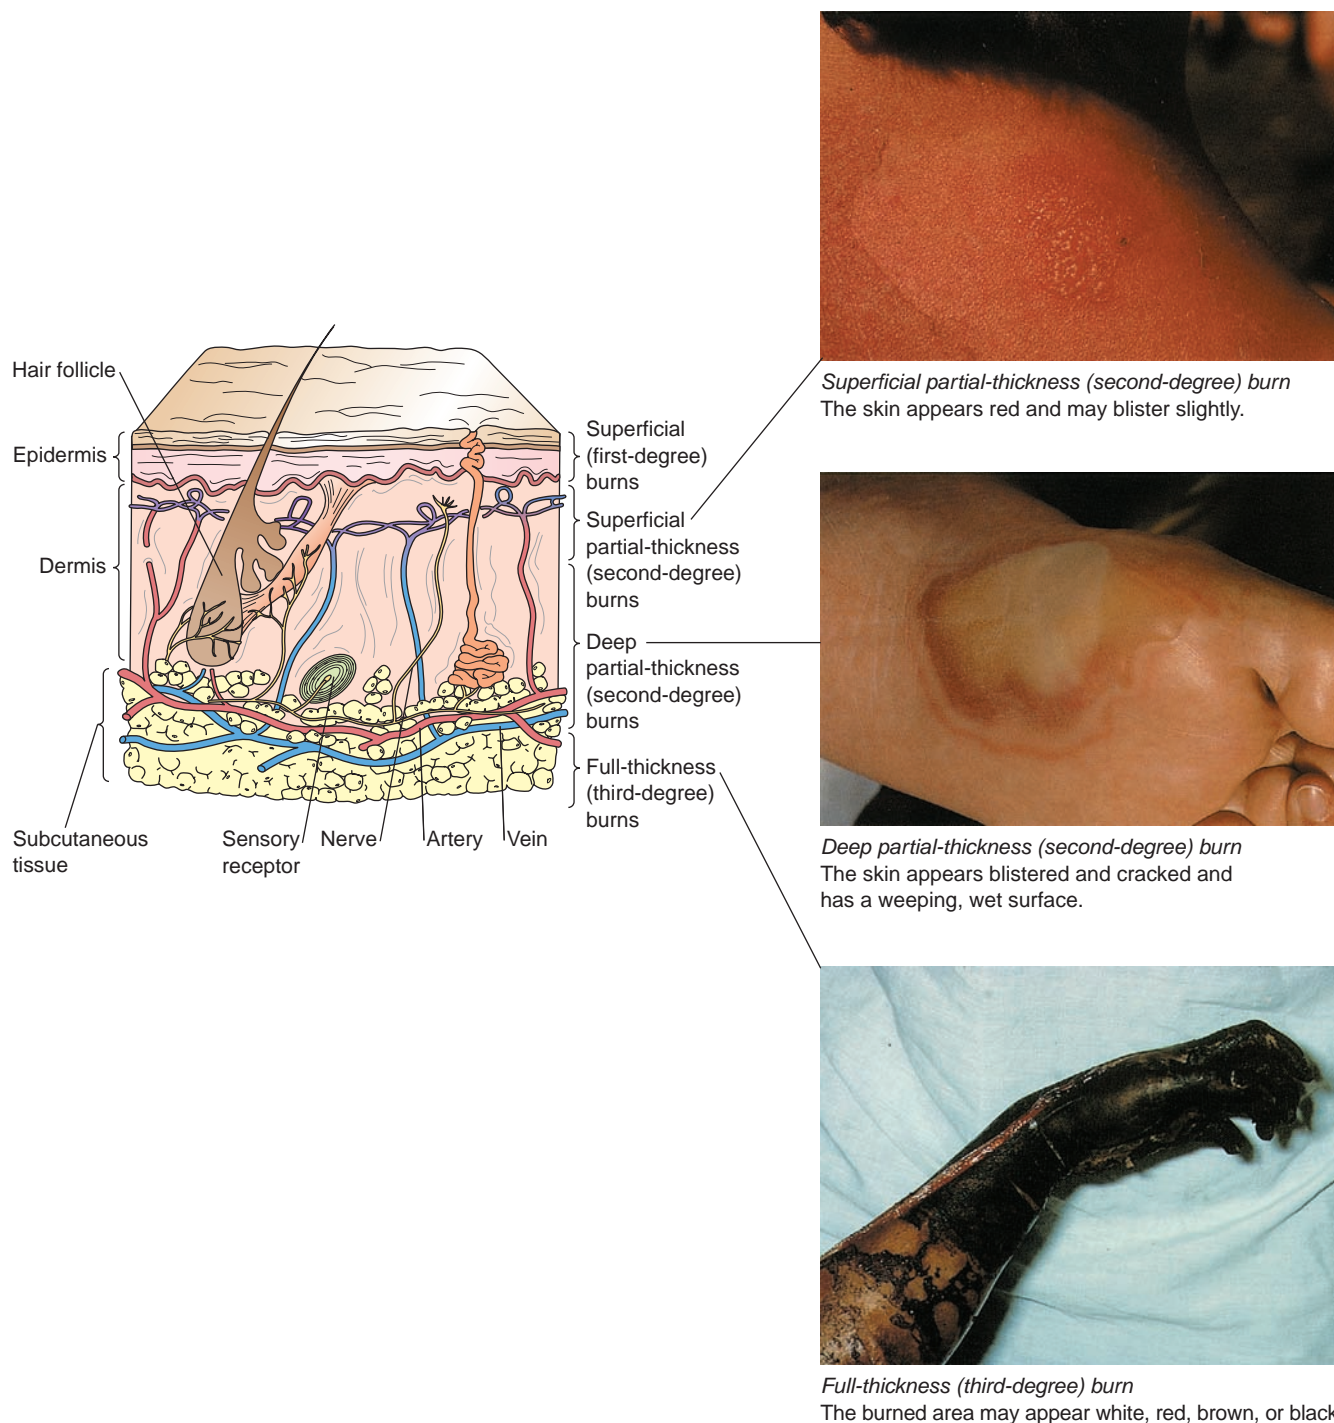 Hair follicle
Epidermis
Dermis
Subcutaneous
tissue
Sensory
receptor
Nerve
Artery
Vein
Superficial
(first-degree)
burns
Superficial
partial-thickness
(second-degree)
burns
Deep
partial-thickness
(second-degree)
burns
Full-thickness
(third-degree)
burns
Superficial partial-thickness (second-degree) burn
The skin appears red and may blister slightly.
Deep partial-thickness (second-degree) burn
The skin appears blistered and cracked and
has a weeping, wet surface.
Full-thickness (third-degree) burn
The burned area may appear white, red, brown, or black